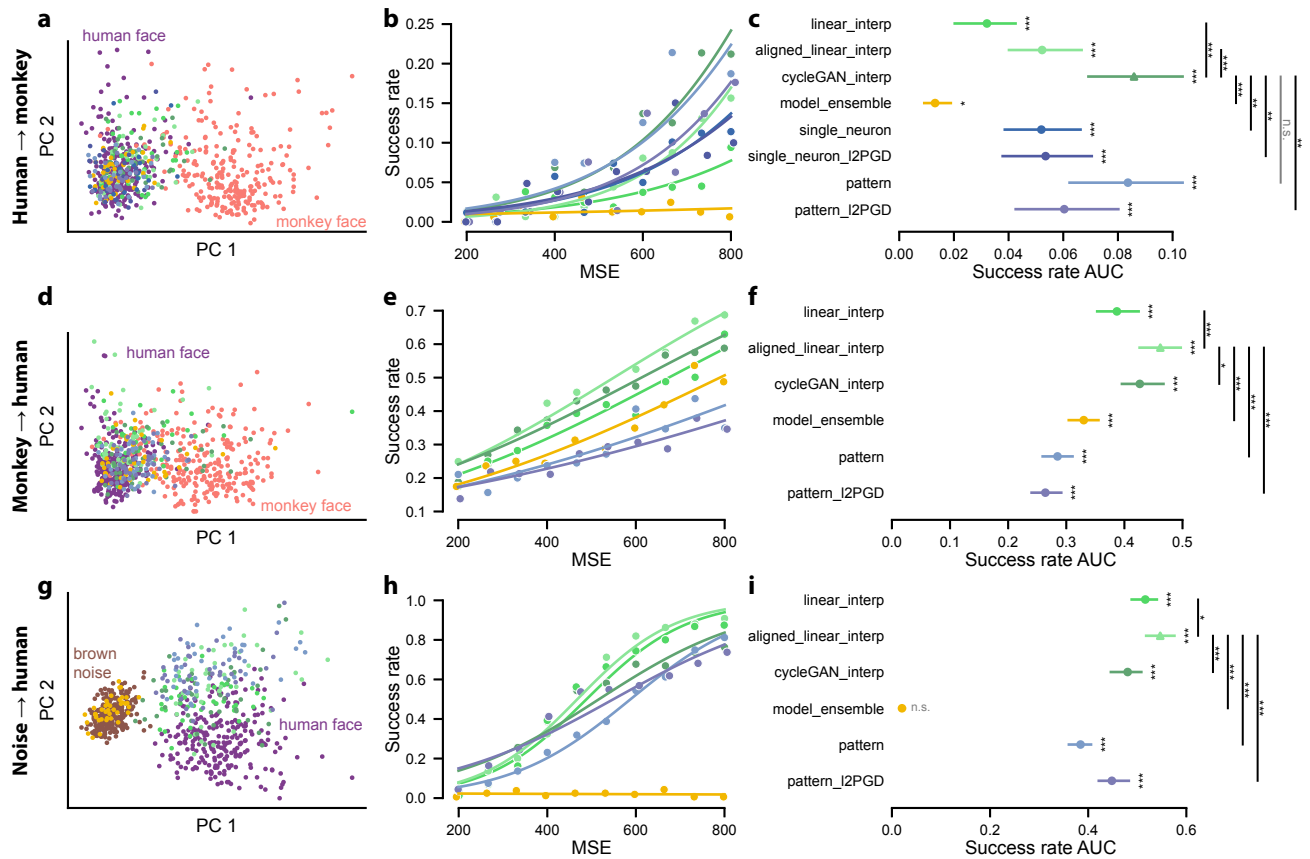 a
Human → monkey
PC 2
human face
monkey face
PC 1
b
Success rate
0.25
0.20
0.15
0.10
0.05
0.00
200
400
600
800
MSE
c
linear_interp
***
aligned_linear_interp
***
cycleGAN_interp
***
model_ensemble
*
single_neuron
***
single_neuron_l2PGD
***
pattern
***
pattern_l2PGD
***
***
***
***
**
**
n.s.
**
0.00
0.02
0.04
0.06
0.08
0.10
Success rate AUC
d
Monkey → human
PC 2
human face
monkey face
PC 1
e
Success rate
0.7
0.6
0.5
0.4
0.3
0.2
0.1
200
400
600
800
MSE
f
linear_interp
***
aligned_linear_interp
***
cycleGAN_interp
***
model_ensemble
***
pattern
***
pattern_l2PGD
***
***
*
***
***
***
0.0
0.1
0.2
0.3
0.4
0.5
Success rate AUC
g
Noise → human
PC 2
brown
noise
human face
PC 1
h
Success rate
1.0
0.8
0.6
0.4
0.2
0.0
200
400
600
800
MSE
i
linear_interp
***
aligned_linear_interp
***
cycleGAN_interp
***
model_ensemble
n.s.
pattern
***
pattern_l2PGD
***
*
***
***
***
***
0.0
0.2
0.4
0.6
Success rate AUC